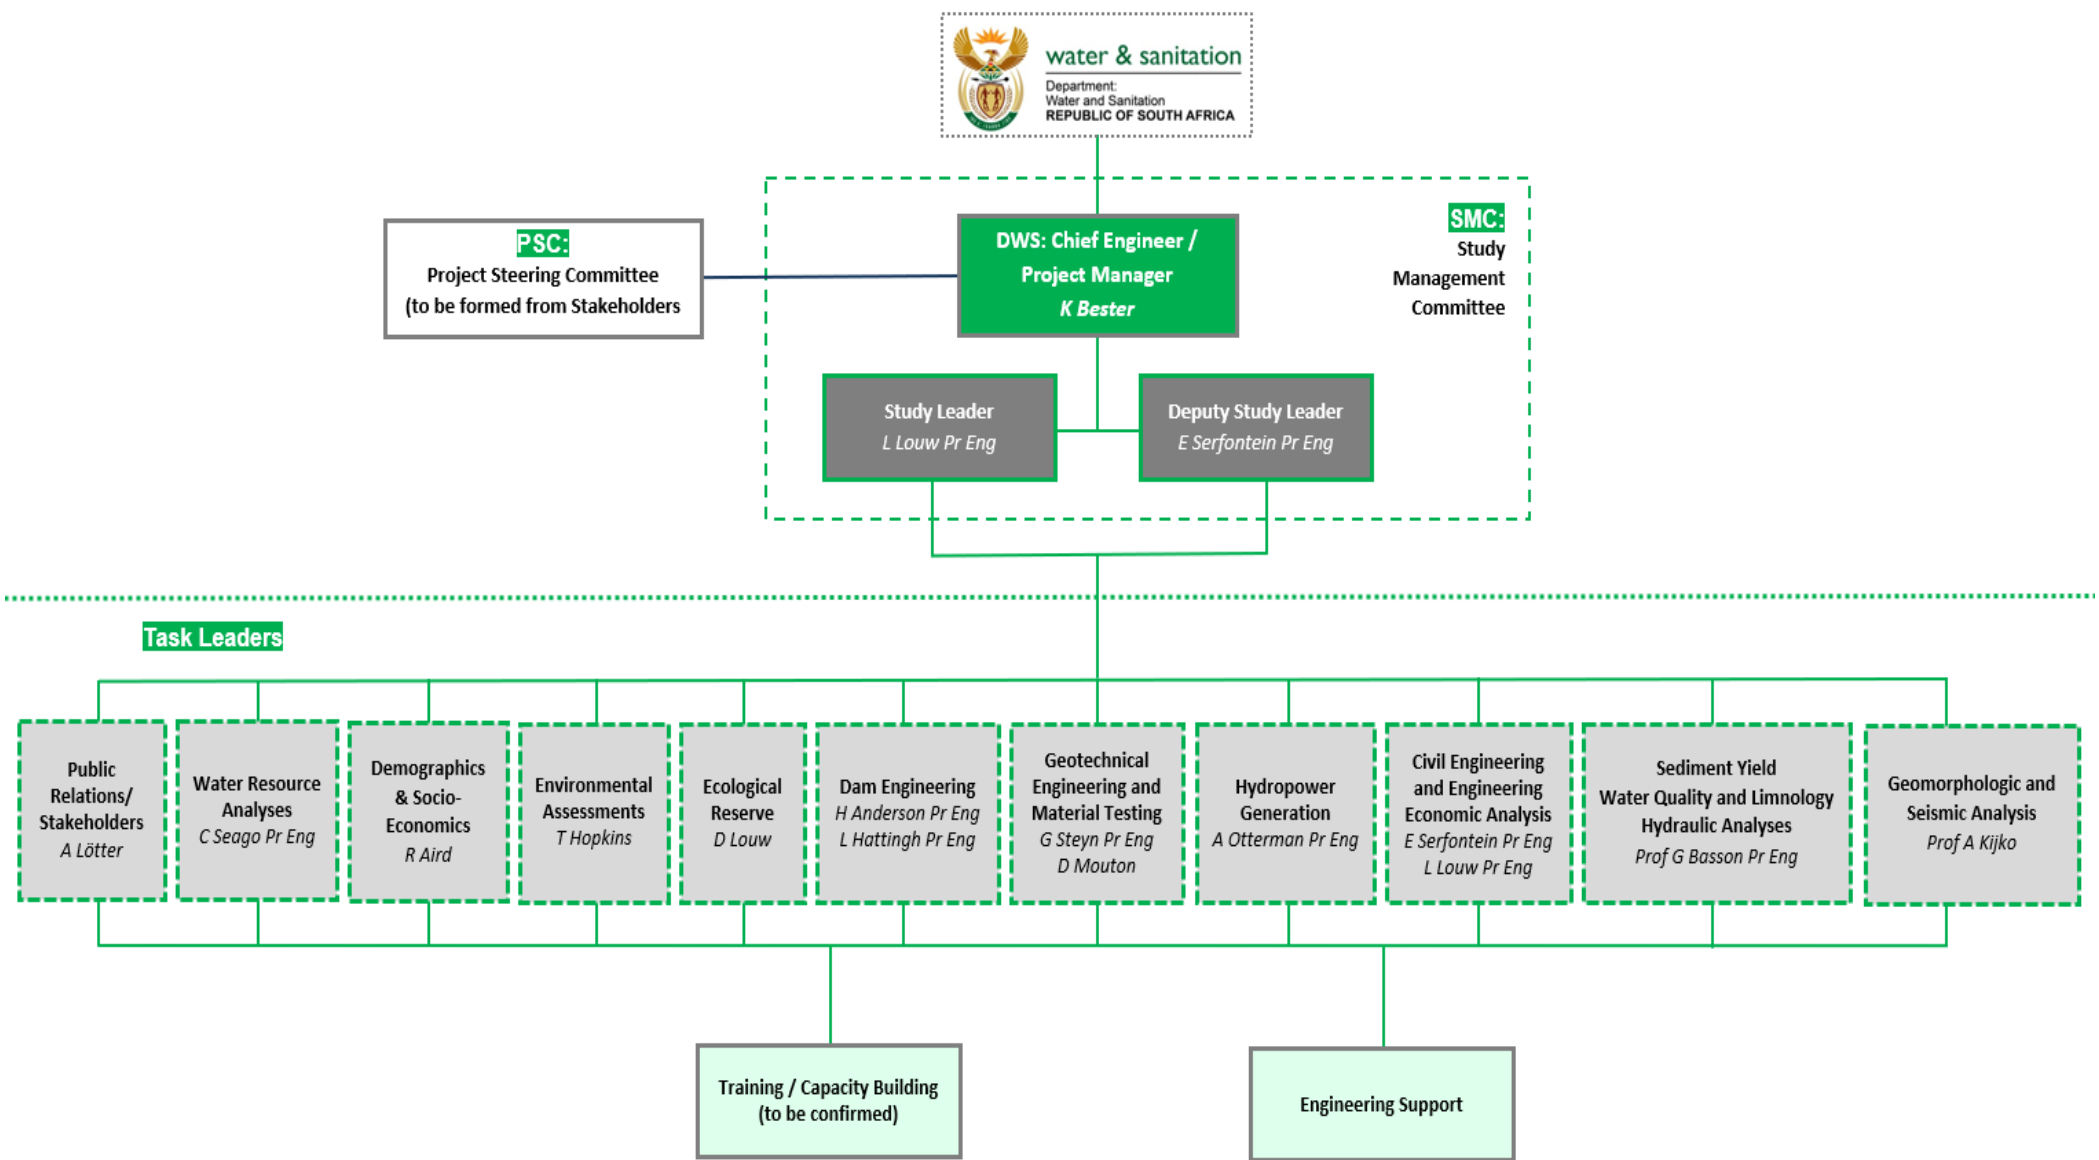 water & sanitation
Department:
Water and Sanitation
REPUBLIC OF SOUTH AFRICA
PSC:
Project Steering Committee
(to be formed from Stakeholders
DWS: Chief Engineer /
Project Manager
K Bester
SMC:
Study
Management
Committee
Study Leader
L Louw Pr Eng
Deputy Study Leader
E Serfontein Pr Eng
Task Leaders
Public
Relations/
Stakeholders
A Lötter
Water Resource
Analyses
C Seago Pr Eng
Demographics
& Socio-
Economics
R Aird
Environmental
Assessments
T Hopkins
Ecological
Reserve
D Louw
Dam Engineering
H Anderson Pr Eng
L Hattingh Pr Eng
Geotechnical
Engineering and
Material Testing
G Steyn Pr Eng
D Mouton
Hydropower
Generation
A Otterman Pr Eng
Civil Engineering
and Engineering
Economic Analysis
E Serfontein Pr Eng
L Louw Pr Eng
Sediment Yield
Water Quality and Limnology
Hydraulic Analyses
Prof G Basson Pr Eng
Geomorphologic and
Seismic Analysis
Prof A Kijko
Training / Capacity Building
(to be confirmed)
Engineering Support